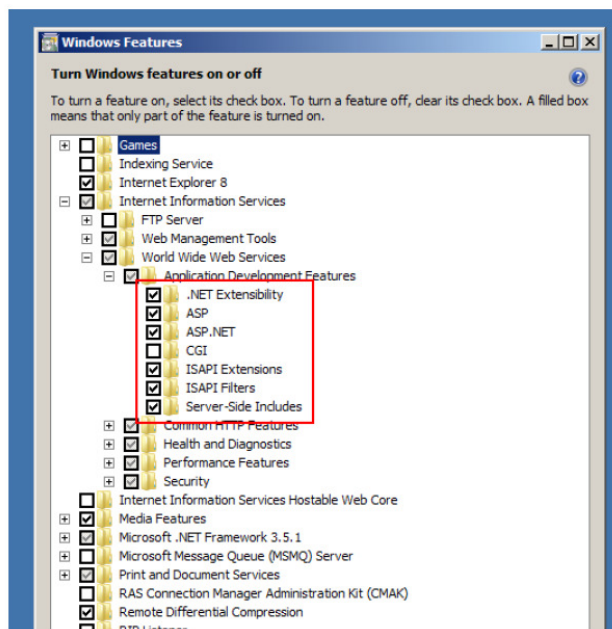 Windows Features
Turn Windows features on or off
To turn a feature on, select its check box. To turn a feature off, clear its check box. A filled box
means that only part of the feature is turned on.
Games
Indexing Service
Internet Explorer 8
Internet Information Services
FTP Server
Web Management Tools
World Wide Web Services
Application Development Features
.NET Extensibility
ASP
ASP.NET
CGI
ISAPI Extensions
ISAPI Filters
Server-Side Includes
Common HTTP Features
Health and Diagnostics
Performance Features
Security
Internet Information Services Hostable Web Core
Media Features
Microsoft .NET Framework 3.5.1
Microsoft Message Queue (MSMQ) Server
Print and Document Services
RAS Connection Manager Administration Kit (CMAK)
Remote Differential Compression
RIP Listener